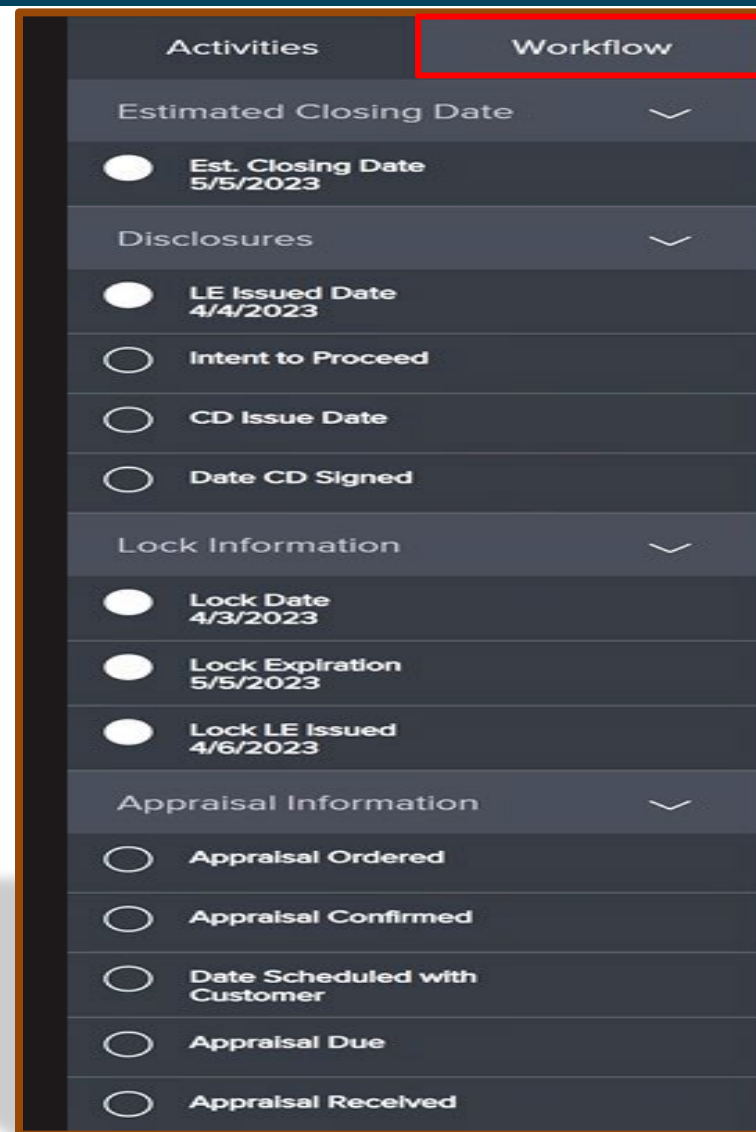 Activities
Workflow
Estimated Closing Date
Est. Closing Date
5/5/2023
Disclosures
LE Issued Date
4/4/2023
Intent to Proceed
CD Issue Date
Date CD Signed
Lock Information
Lock Date
4/3/2023
Lock Expiration
5/5/2023
Lock LE Issued
4/6/2023
Appraisal Information
Appraisal Ordered
Appraisal Confirmed
Date Scheduled with
Customer
Appraisal Due
Appraisal Received